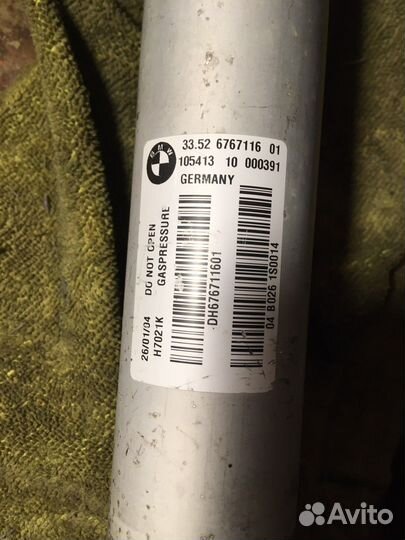 BMW
33.52 6767116 01
105413 10 000391
GERMANY
DO NOT OPEN
GASPRESSURE
26/01/04
H7021K
DH676711601
04 B026 1S0014
Avito